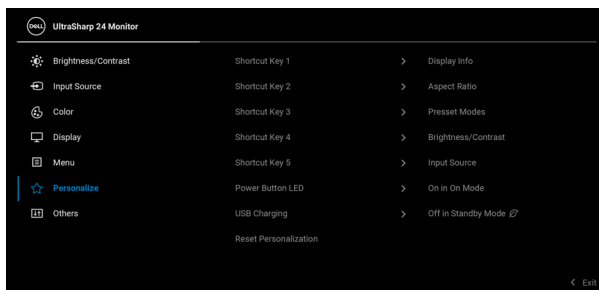 DELL UltraSharp 24 Monitor
Brightness/Contrast Shortcut Key 1 > Display Info
Input Source Shortcut Key 2 > Aspect Ratio
Color Shortcut Key 3 > Presset Modes
Display Shortcut Key 4 > Brightness/Contrast
Menu Shortcut Key 5 > Input Source
Personalize Power Button LED > On in On Mode
Others USB Charging > Off in Standby Mode
Reset Personalization
< Exit